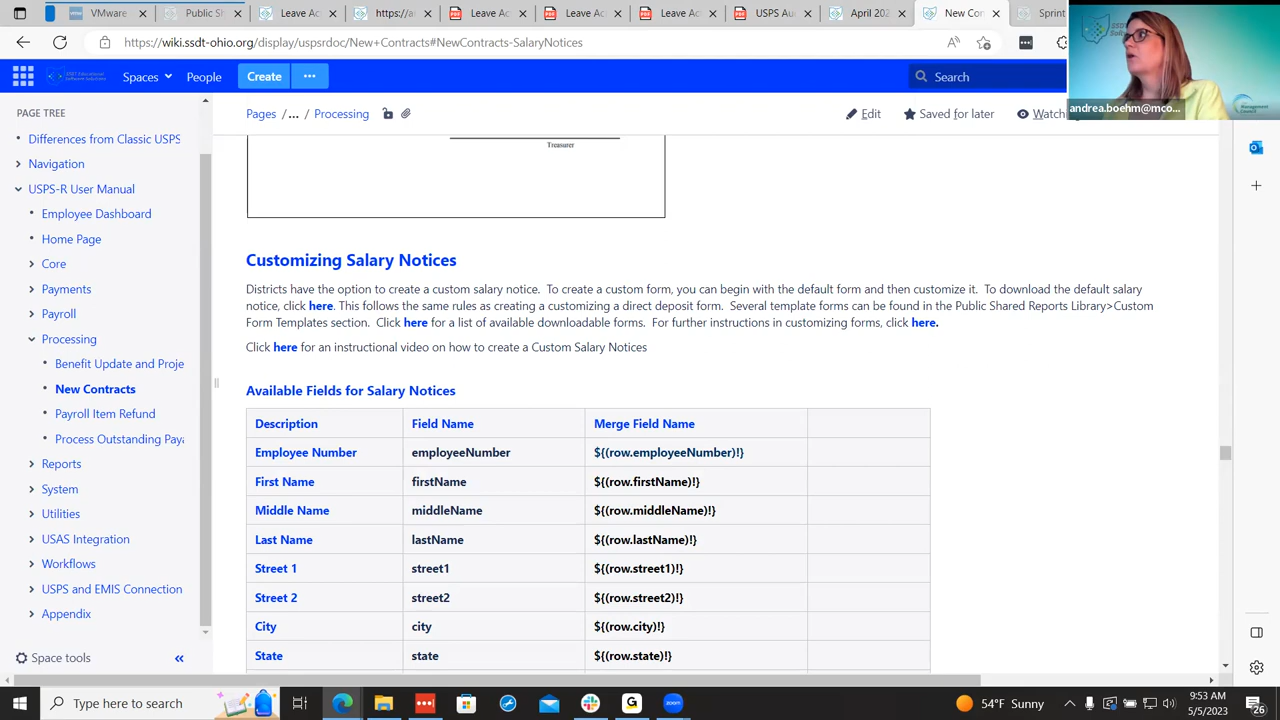 VMware
Public Sh
Leave Ac
https://as
Leave Ac
Leave Ac
Leave Ad
USPS Au
April 202
New Con
Sprint
https://wiki.ssdt-ohio.org/display/uspsrdoc/New+Contracts#NewContracts-SalaryNotices
Spaces People Create ••• Search
andrea.boehm@mco...
PAGE TREE
Differences from Classic USPS
Navigation
USPS-R User Manual
Employee Dashboard
Home Page
Core
Payments
Payroll
Processing
Benefit Update and Proje
New Contracts
Payroll Item Refund
Process Outstanding Paya
Reports
System
Utilities
USAS Integration
Workflows
USPS and EMIS Connection
Appendix
Space tools «
Pages /... / Processing
Edit Saved for later Watch
Treasurer
Customizing Salary Notices
Districts have the option to create a custom salary notice. To create a custom form, you can begin with the default form and then customize it. To download the default salary
notice, click here. This follows the same rules as creating a customizing a direct deposit form. Several template forms can be found in the Public Shared Reports Library>Custom
Form Templates section. Click here for a list of available downloadable forms. For further instructions in customizing forms, click here.
Click here for an instructional video on how to create a Custom Salary Notices
Available Fields for Salary Notices
Description Field Name Merge Field Name
Employee Number employeeNumber ${(row.employeeNumber)!}
First Name firstName ${(row.firstName)!}
Middle Name middleName ${(row.middleName)!}
Last Name lastName ${(row.lastName)!}
Street 1 street1 ${(row.street1)!}
Street 2 street2 ${(row.street2)!}
City city ${(row.city)!}
State state ${(row.state)!}
Type here to search
54°F Sunny
9:53 AM
5/5/2023
26